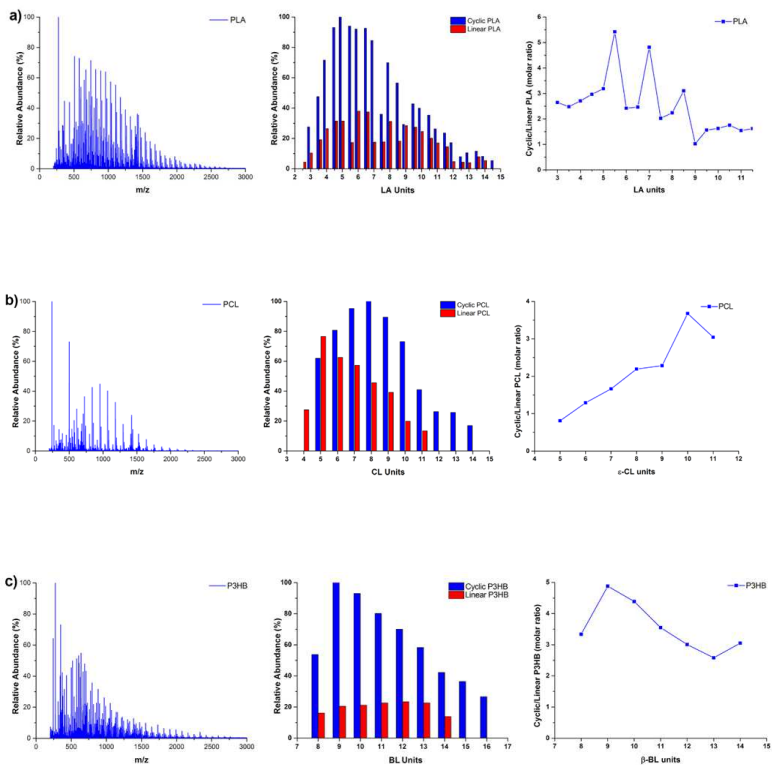 a)
PLA
Relative Abundance (%)
100
80
60
40
20
0
0 500 1000 1500 2000 2500 3000
m/z
Cyclic PLA
Linear PLA
Relative Abundance (%)
100
80
60
40
20
0
2 3 4 5 6 7 8 9 10 11 12 13 14 15
LA Units
PLA
Cyclic/Linear PLA (molar ratio)
6
5
4
3
2
1
0
3 4 5 6 7 8 9 10 11
LA units
b)
PCL
Relative Abundance (%)
100
80
60
40
20
0
0 500 1000 1500 2000 2500 3000
m/z
Cyclic PCL
Linear PCL
Relative Abundance (%)
100
80
60
40
20
0
3 4 5 6 7 8 9 10 11 12 13 14 15
CL Units
PCL
Cyclic/Linear PCL (molar ratio)
4
3
2
1
0
4 5 6 7 8 9 10 11 12
ε-CL units
c)
P3HB
Relative Abundance (%)
100
80
60
40
20
0
0 500 1000 1500 2000 2500 3000
m/z
Cyclic P3HB
Linear P3HB
Relative Abundance (%)
100
80
60
40
20
0
7 8 9 10 11 12 13 14 15 16 17
BL Units
P3HB
Cyclic/Linear P3HB (molar ratio)
5
4
3
2
1
0
7 8 9 10 11 12 13 14 15
β-BL units